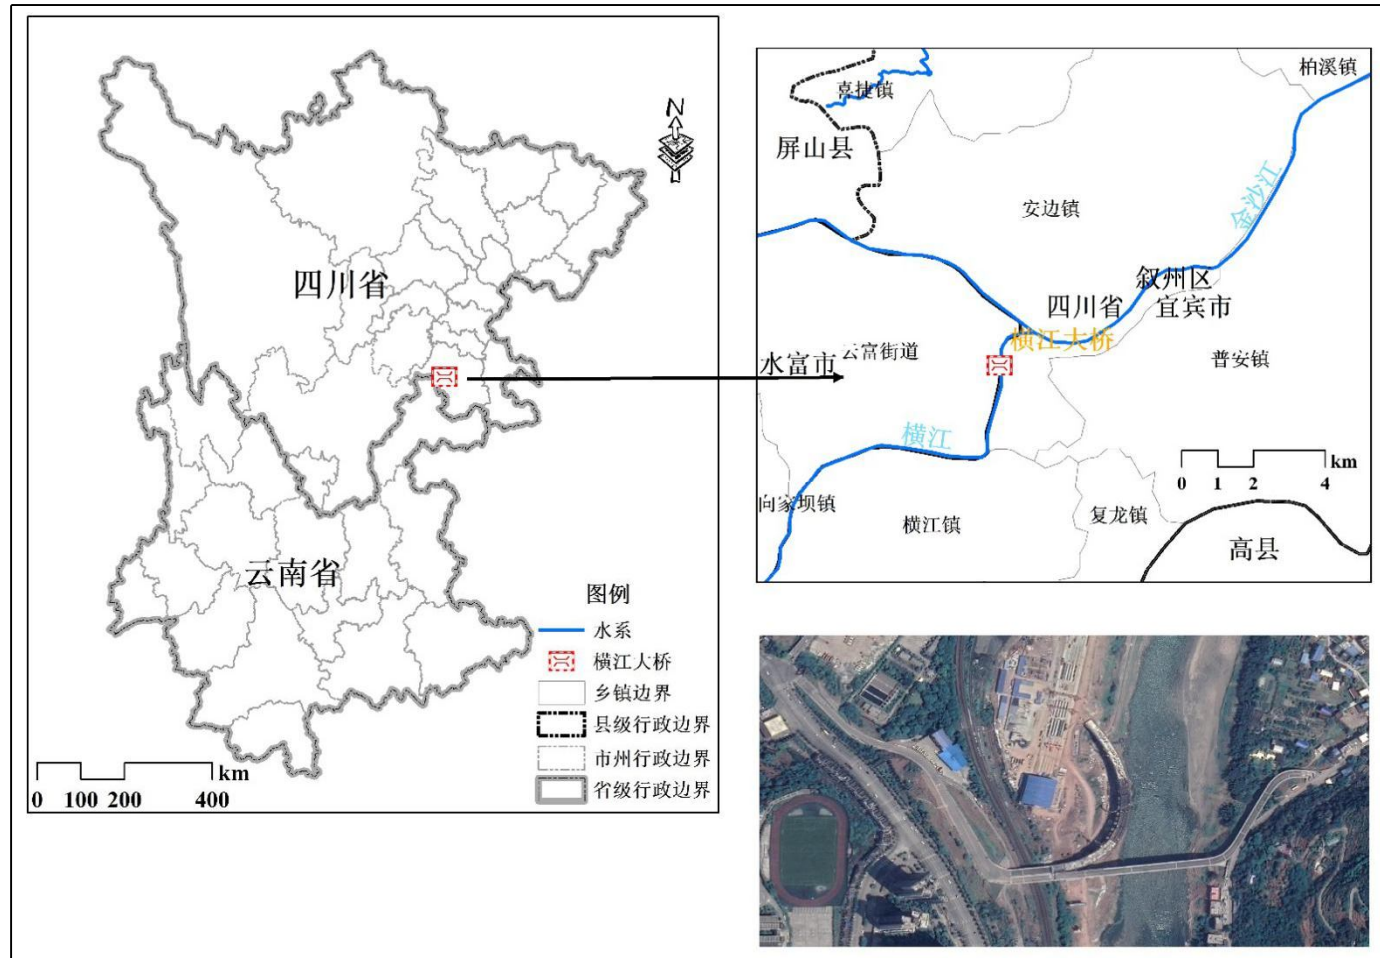 N
四川省
云南省
图例
水系
横江大桥
乡镇边界
县级行政边界
市州行政边界
省级行政边界
km
0 100 200 400
柏溪镇
喜捷镇
屏山县
安边镇
金沙江
叙州区
四川省 宜宾市
横江大桥
云富街道
水富市
普安镇
横江
km
0 1 2 4
向家坝镇
横江镇
复龙镇
高县